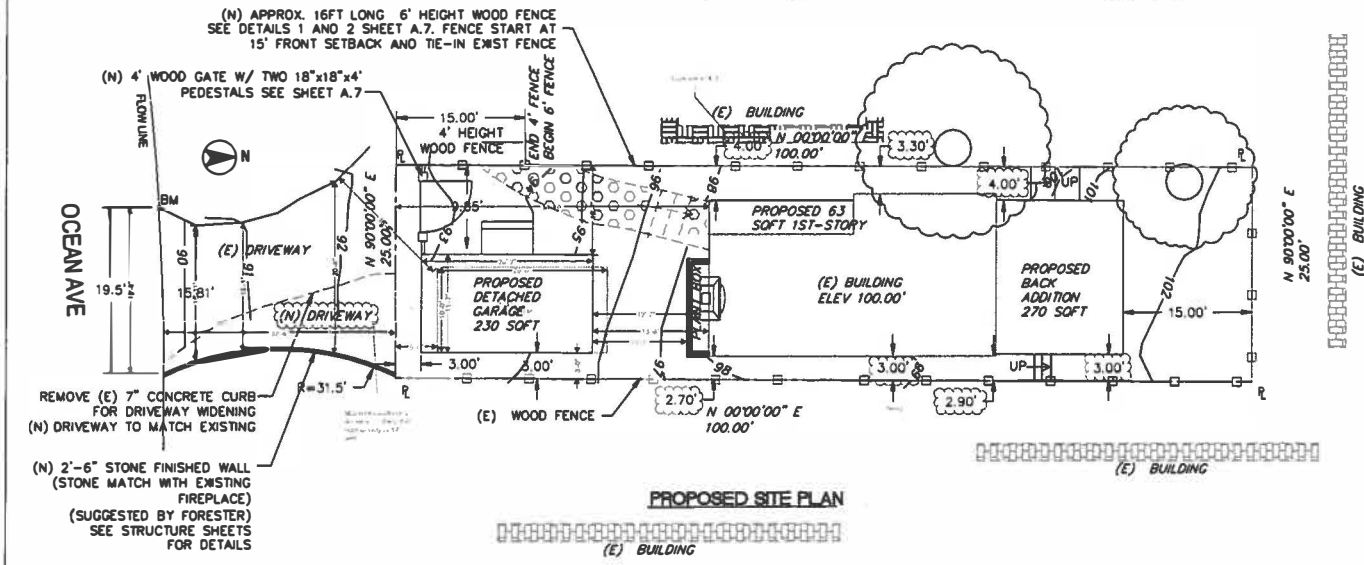 (N) APPROX. 16FT LONG 6' HEIGHT WOOD FENCE
SEE DETAILS 1 AND 2 SHEET A.7. FENCE START AT
15' FRONT SETBACK AND TIE-IN EXIST FENCE
(N) 4' WOOD GATE W/ TWO 18"x18"x4'
PEDESTALS SEE SHEET A.7
FLOW LINE
N
BM
OCEAN AVE
19.5'
15.81'
90
91
92
(E) DRIVEWAY
(N) DRIVEWAY
N 90°00'00" E
25.00'
15.00'
4' HEIGHT
WOOD FENCE
END 4' FENCE
BEGIN 6' FENCE
93
95
96
98
PROPOSED
DETACHED
GARAGE
230 SQFT
3.00'
3.00'
(E) BUILDING
4.00'
N 00°00'00" E
100.00'
3.30'
4.00'
UP
101
102
PROPOSED 63
SQFT 1ST-STORY
(E) BUILDING
ELEV 100.00'
PROPOSED
BACK
ADDITION
270 SQFT
15.00'
N 90°00'00" E
25.00'
(E) BUILDING
97
98
2.70'
3.00'
2.90'
UP
3.00'
R=31.5'
(E) WOOD FENCE
N 00°00'00" E
100.00'
REMOVE (E) 7" CONCRETE CURB
FOR DRIVEWAY WIDENING
(N) DRIVEWAY TO MATCH EXISTING
(N) 2'-6" STONE FINISHED WALL
(STONE MATCH WITH EXISTING
FIREPLACE)
(SUGGESTED BY FORESTER)
SEE STRUCTURE SHEETS
FOR DETAILS
(E) BUILDING
PROPOSED SITE PLAN
(E) BUILDING